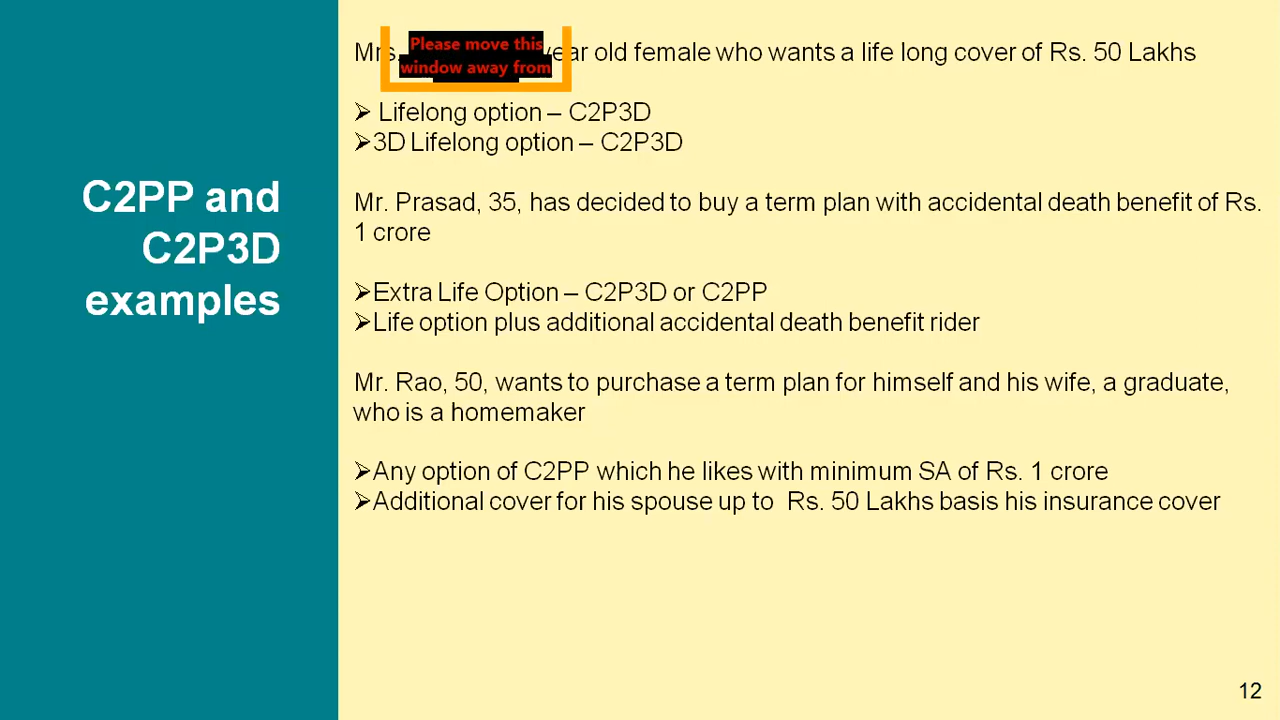 C2PP and
C2P3D
examples
Mrs. year old female who wants a life long cover of Rs. 50 Lakhs
Please move this
window away from
➢ Lifelong option – C2P3D
➢3D Lifelong option – C2P3D
Mr. Prasad, 35, has decided to buy a term plan with accidental death benefit of Rs.
1 crore
➢Extra Life Option – C2P3D or C2PP
➢Life option plus additional accidental death benefit rider
Mr. Rao, 50, wants to purchase a term plan for himself and his wife, a graduate,
who is a homemaker
➢Any option of C2PP which he likes with minimum SA of Rs. 1 crore
➢Additional cover for his spouse up to Rs. 50 Lakhs basis his insurance cover
12